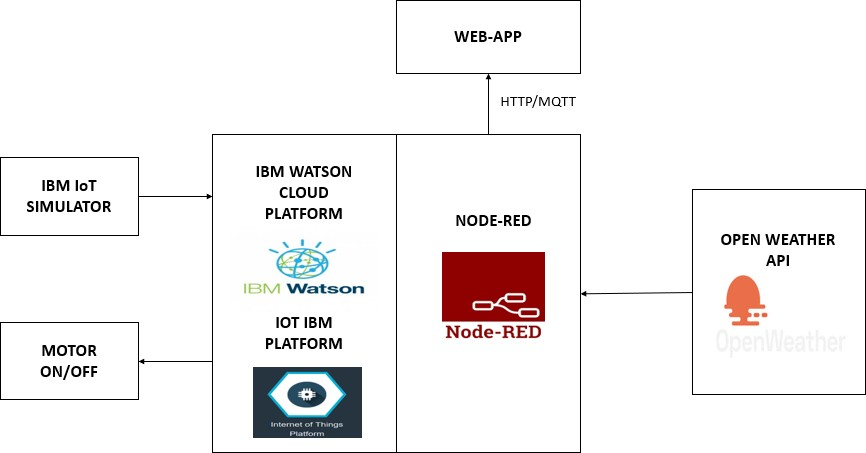 WEB-APP
HTTP/MQTT
IBM IoT
SIMULATOR
IBM WATSON
CLOUD
PLATFORM
IBM Watson
IOT IBM
PLATFORM
Internet of Things
Platform
MOTOR
ON/OFF
NODE-RED
Node-RED
OPEN WEATHER
API
OpenWeather